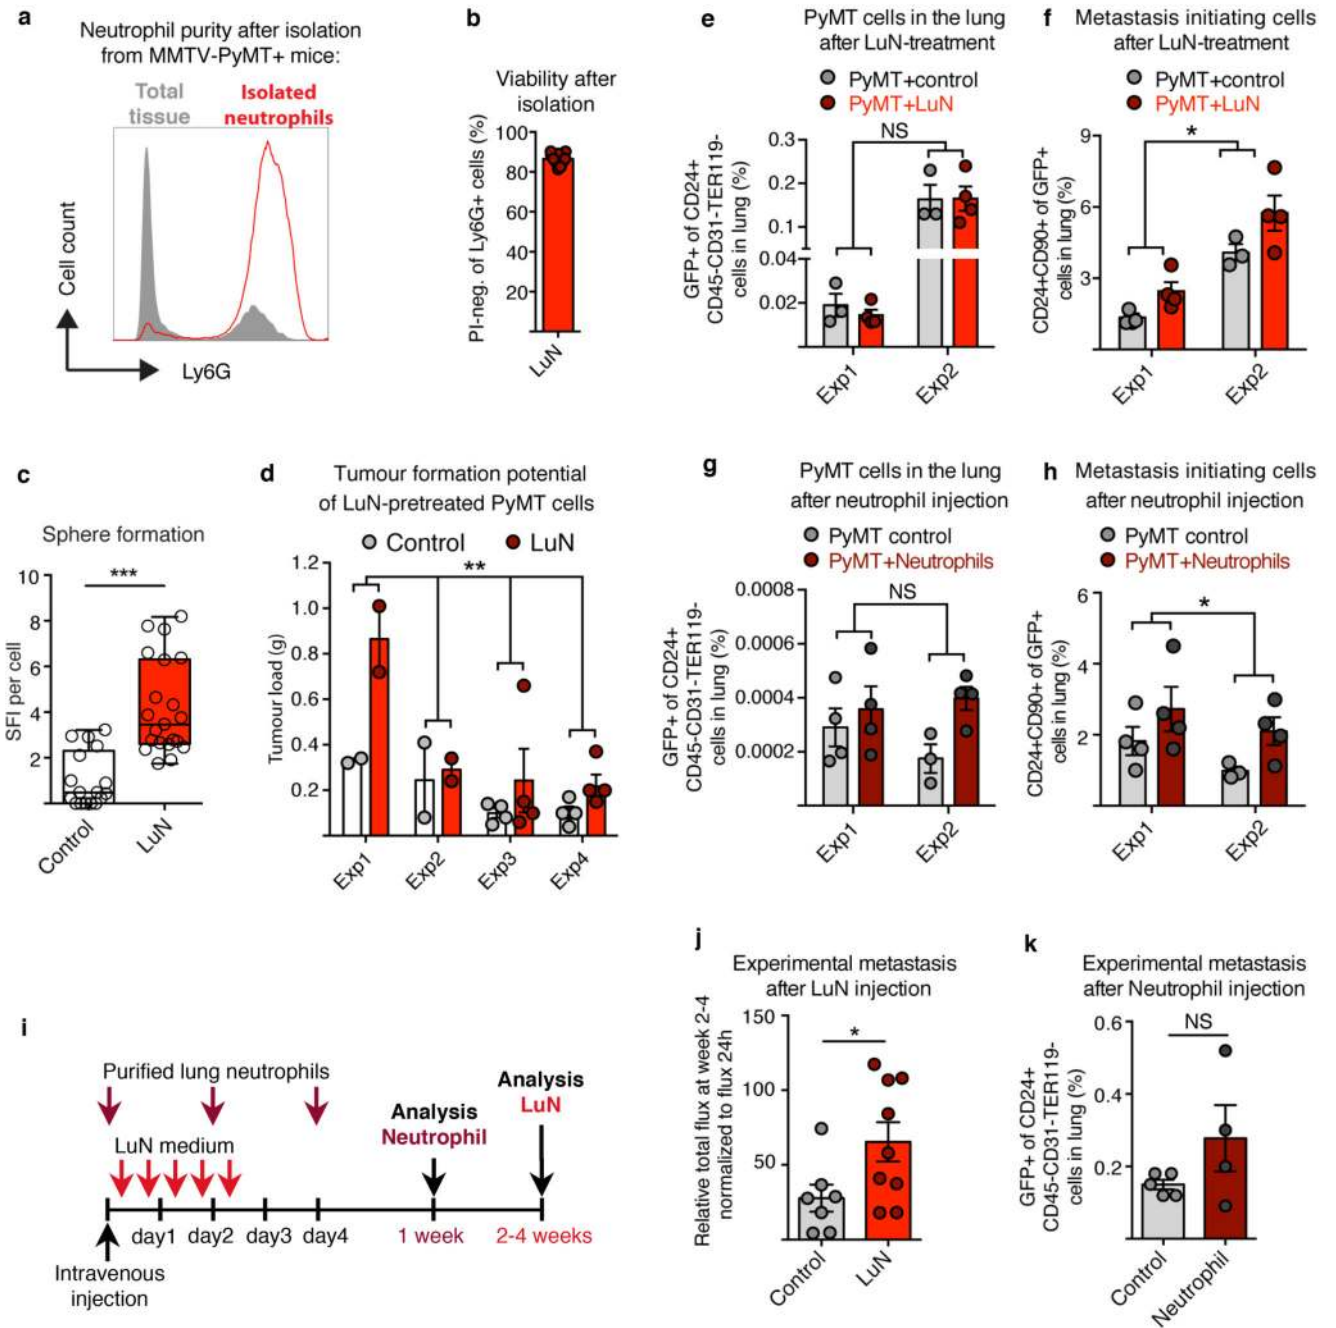 a
Neutrophil purity after isolation
from MMTV-PyMT+ mice:
Total
tissue
Isolated
neutrophils
Cell count
Ly6G
b
Viability after
isolation
PI-neg. of Ly6G+ cells (%)
100
80
60
40
20
LuN
c
Sphere formation
***
SFI per cell
10
8
6
4
2
Control
LuN
d
Tumour formation potential
of LuN-pretreated PyMT cells
Control
LuN
**
Tumour load (g)
1.2
1.0
0.8
0.4
0.2
Exp1
Exp2
Exp3
Exp4
e
PyMT cells in the lung
after LuN-treatment
PyMT+control
PyMT+LuN
NS
GFP+ of CD24+
CD45-CD31-TER119-
cells in lung (%)
0.3
0.2
0.1
0.04
0.02
Exp1
Exp2
f
Metastasis initiating cells
after LuN-treatment
PyMT+control
PyMT+LuN
*
CD24+CD90+ of GFP+
cells in lung (%)
9
6
3
Exp1
Exp2
g
PyMT cells in the lung
after neutrophil injection
PyMT control
PyMT+Neutrophils
NS
GFP+ of CD24+
CD45-CD31-TER119-
cells in lung (%)
0.0008
0.0006
0.0004
0.0002
Exp1
Exp2
h
Metastasis initiating cells
after neutrophil injection
PyMT control
PyMT+Neutrophils
*
CD24+CD90+ of GFP+
cells in lung (%)
6
4
2
Exp1
Exp2
i
Purified lung neutrophils
LuN medium
Analysis
Neutrophil
Analysis
LuN
day1 day2 day3 day4
1 week
2-4 weeks
Intravenous
injection
j
Experimental metastasis
after LuN injection
*
Relative total flux at week 2-4
normalized to flux 24h
150
100
50
Control
LuN
k
Experimental metastasis
after Neutrophil injection
NS
GFP+ of CD24+
CD45-CD31-TER119-
cells in lung (%)
0.6
0.4
0.2
Control
Neutrophil